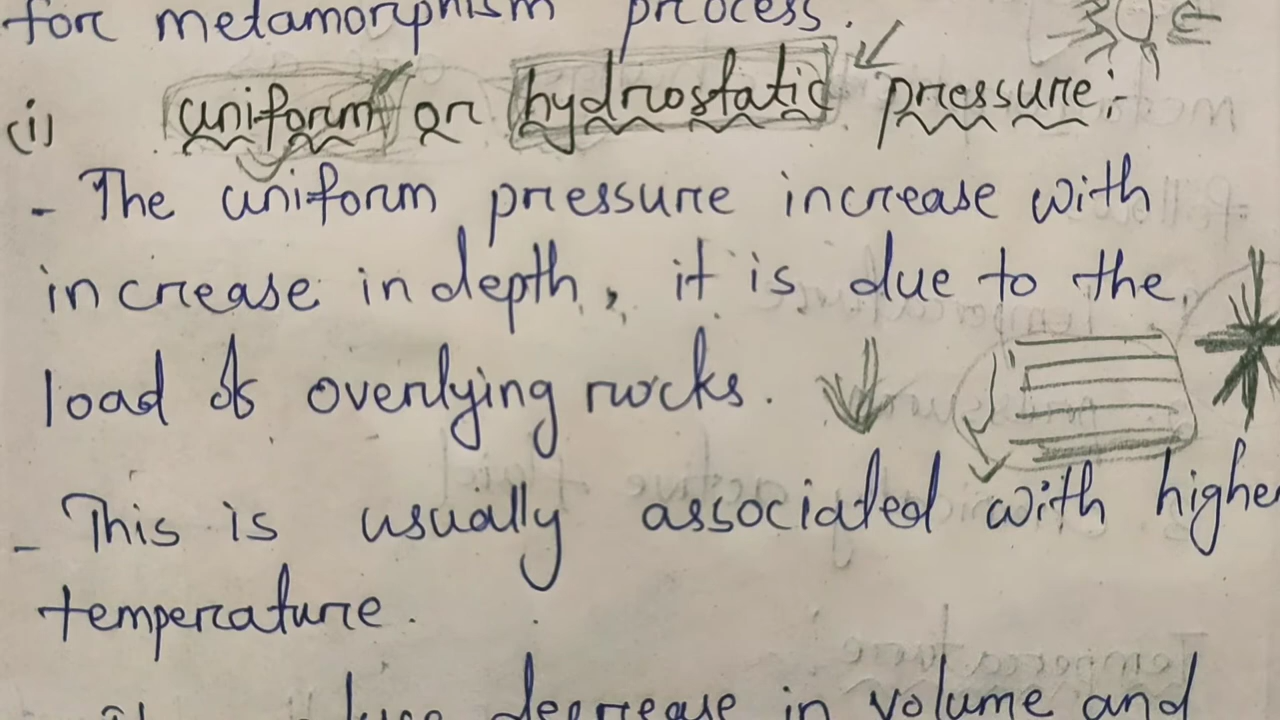 for metamorphism process.
(i) uniform or hydrostatic pressure:-
- The uniform pressure increase with
increase in depth, it is due to the
load of overlying rocks.
- This is usually associated with higher
temperature.
decrease in volume and